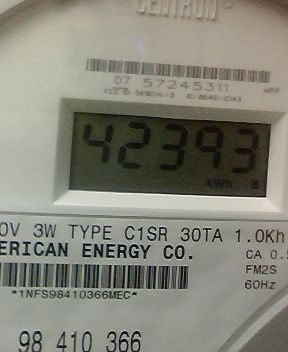 CENTRON®
07 57245311
42393
KWH
0V 3W TYPE C1SR 30TA 1.0Kh
ERICAN ENERGY CO.
CA 0.5
FM2S
*1NFS98410366MEC*
60Hz
98 410 366